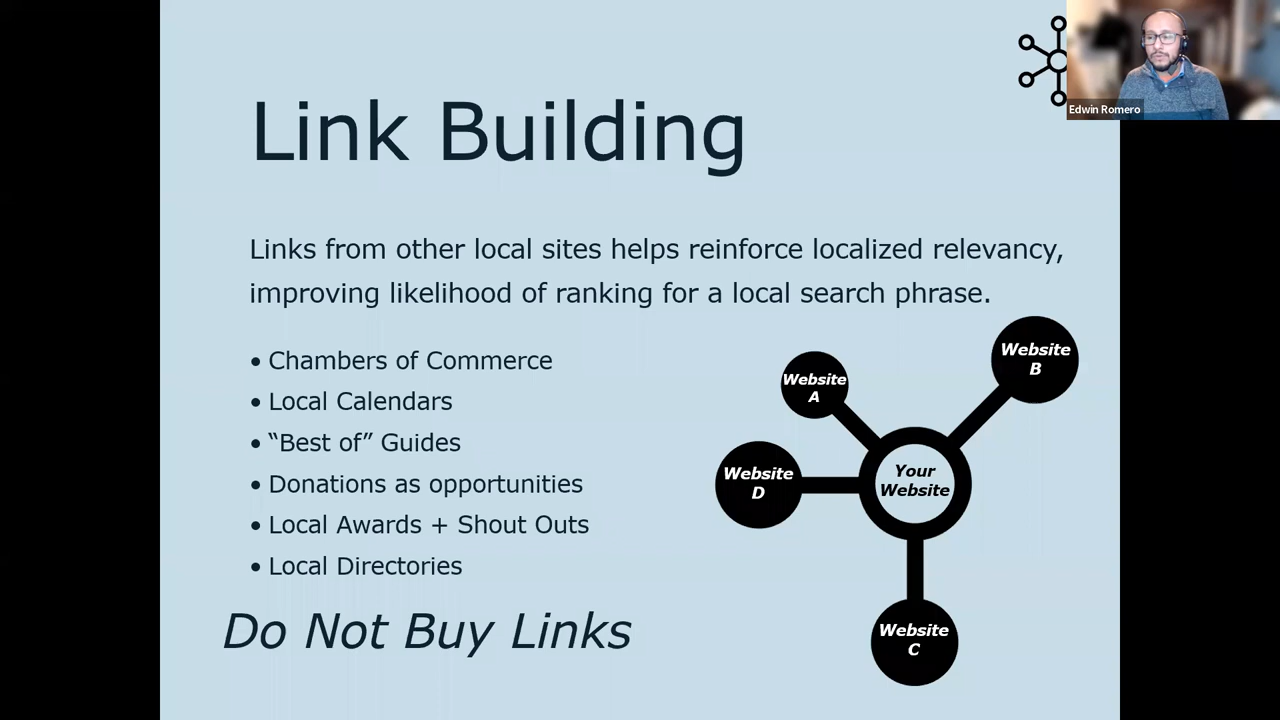 Edwin Romero
Link Building
Links from other local sites helps reinforce localized relevancy,
improving likelihood of ranking for a local search phrase.
• Chambers of Commerce
• Local Calendars
• “Best of” Guides
• Donations as opportunities
• Local Awards + Shout Outs
• Local Directories
Do Not Buy Links
Website
A
Website
B
Website
D
Your
Website
Website
C